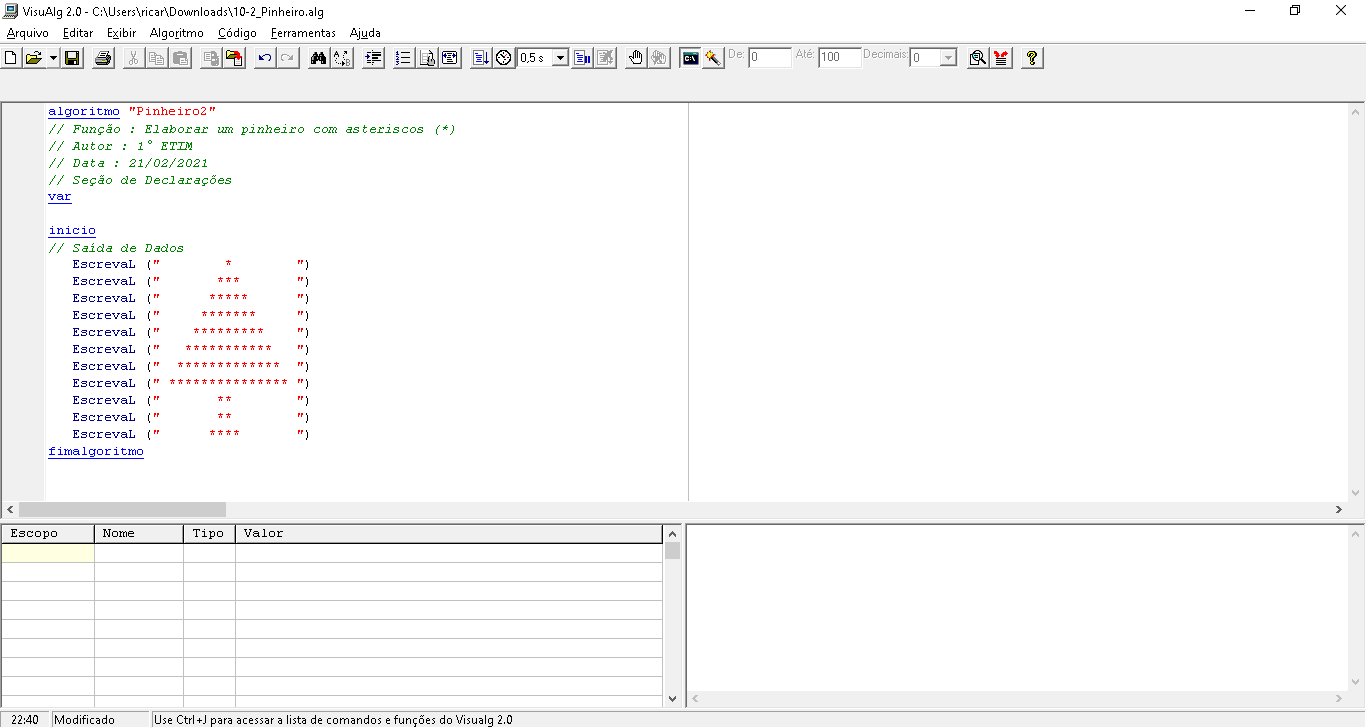 VisuAlg 2.0 - C:\Users\ricar\Downloads\10-2_Pinheiro.alg
Arquivo Editar Exibir Algoritmo Código Ferramentas Ajuda
0,5 s De: 0 Até: 100 Decimais: 0
algoritmo "Pinheiro2"
// Função : Elaborar um pinheiro com asteriscos (*)
// Autor : 1° ETIM
// Data : 21/02/2021
// Seção de Declarações
var
inicio
// Saída de Dados
   EscrevaL ("        *        ")
   EscrevaL ("       ***       ")
   EscrevaL ("      *****      ")
   EscrevaL ("     *******     ")
   EscrevaL ("    *********    ")
   EscrevaL ("   ***********   ")
   EscrevaL ("  *************  ")
   EscrevaL (" *************** ")
   EscrevaL ("       **        ")
   EscrevaL ("       **        ")
   EscrevaL ("      ****       ")
fimalgoritmo
Escopo Nome Tipo Valor
22:40 Modificado Use Ctrl+J para acessar a lista de comandos e funções do Visualg 2.0